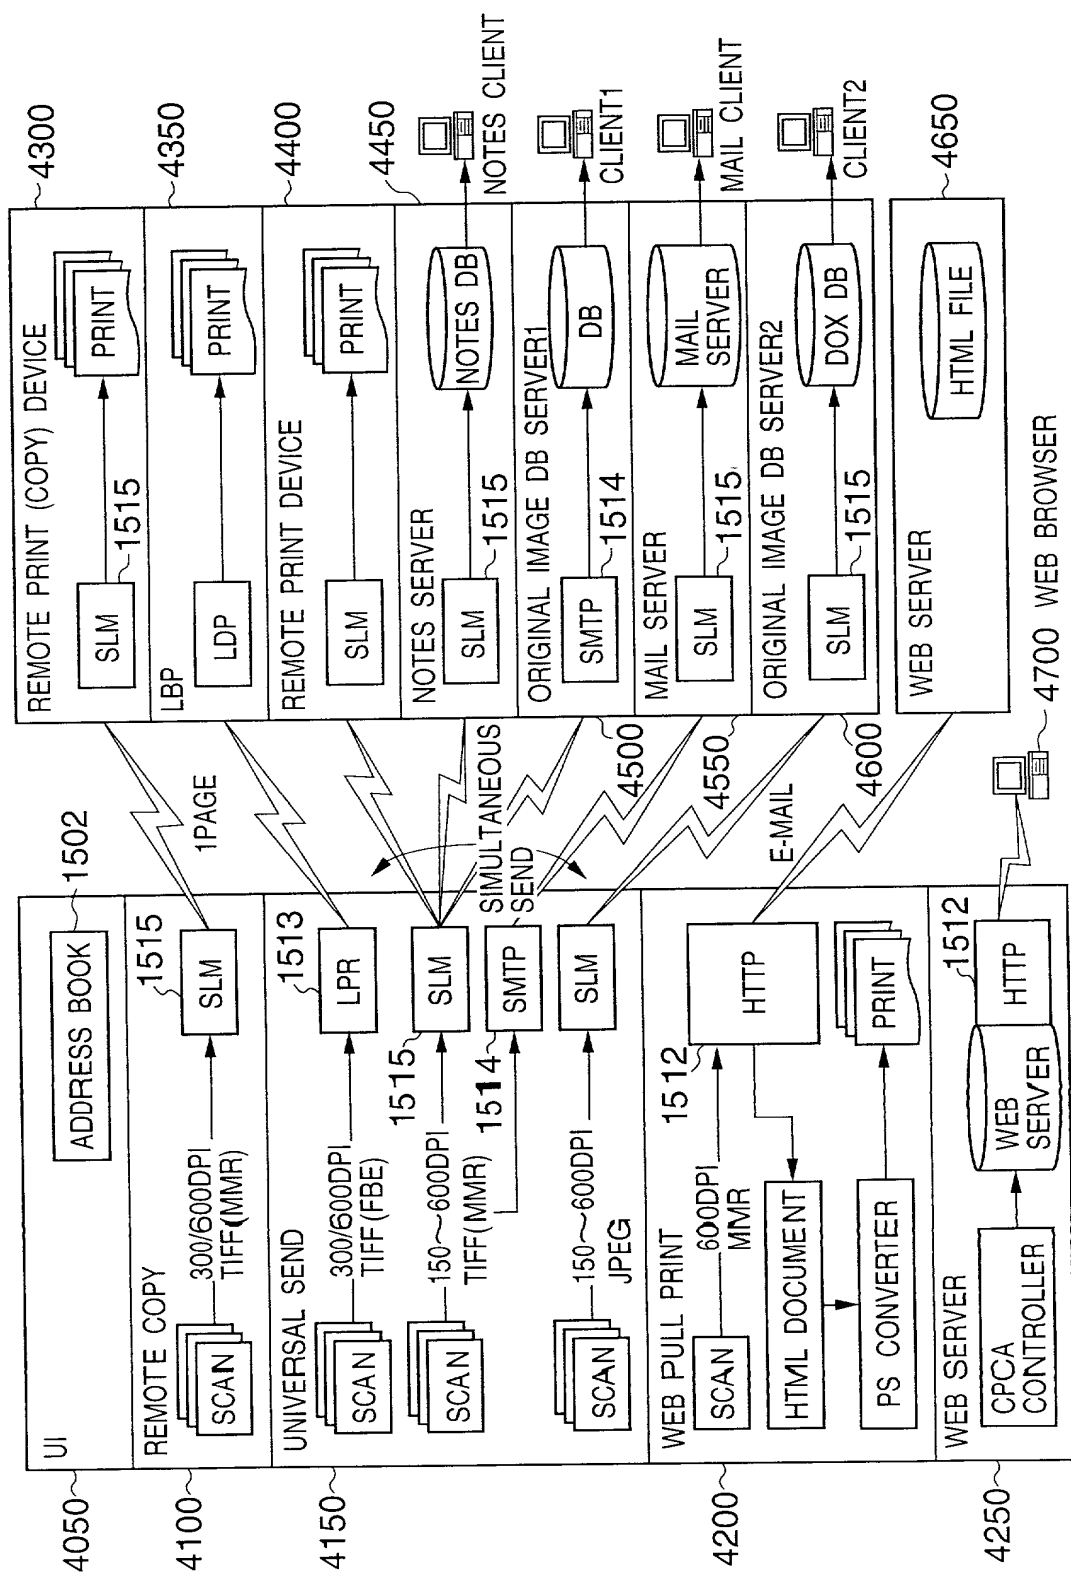 4050
UI
ADDRESS BOOK
1502
4100
REMOTE COPY
SCAN
300/600DPI
TIFF(MMR)
SLM
1515
1PAGE
4150
UNIVERSAL SEND
SCAN
300/600DPI
TIFF(FBE)
LPR
1513
SCAN
150~600DPI
TIFF(MMR)
SLM
1515
SMTP
1514
SIMULTANEOUS
SEND
SCAN
150~600DPI
JPEG
SLM
4200
WEB PULL PRINT
SCAN
600DPI
MMR
HTTP
1512
E-MAIL
HTML DOCUMENT
PS CONVERTER
PRINT
4250
WEB SERVER
CPCA
CONTROLLER
WEB
SERVER
HTTP
1512
4700 WEB BROWSER
REMOTE PRINT (COPY) DEVICE
4300
SLM
1515
PRINT
LBP
4350
LDP
PRINT
REMOTE PRINT DEVICE
4400
SLM
PRINT
NOTES SERVER
4450
SLM
1515
NOTES DB
NOTES CLIENT
ORIGINAL IMAGE DB SERVER1
4500
SMTP
1514
DB
CLIENT1
MAIL SERVER
4550
SLM
1515
MAIL
SERVER
MAIL CLIENT
ORIGINAL IMAGE DB SERVER2
4600
SLM
1515
DOX DB
CLIENT2
WEB SERVER
4650
HTML FILE